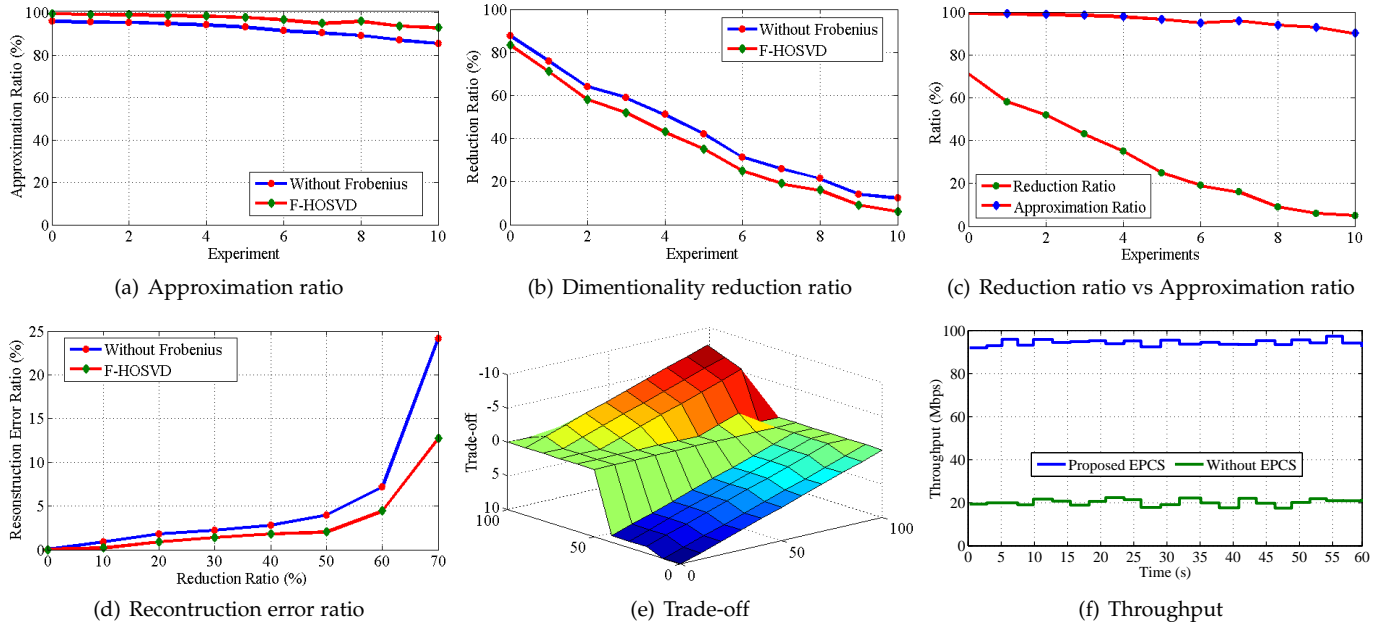 Approximation Ratio (%)
100
80
60
40
20
0
Without Frobenius
F-HOSVD
0 2 4 6 8 10
Experiment
(a) Approximation ratio
Reduction Ratio (%)
100
80
60
40
20
0
Without Frobenius
F-HOSVD
0 2 4 6 8 10
Experiment
(b) Dimentionality reduction ratio
Ratio (%)
100
80
60
40
20
0
Reduction Ratio
Approximation Ratio
0 2 4 6 8 10
Experiments
(c) Reduction ratio vs Approximation ratio
Resonstruction Error Ratio (%)
25
20
15
10
5
0
Without Frobenius
F-HOSVD
0 10 20 30 40 50 60 70
Reduction Ratio (%)
(d) Recontruction error ratio
Trade-off
-10
-5
0
5
10
100
50
0
0
50
100
(e) Trade-off
Throughput (Mbps)
100
80
60
40
20
0
Proposed EPCS Without EPCS
0 5 10 15 20 25 30 35 40 45 50 55 60
Time (s)
(f) Throughput